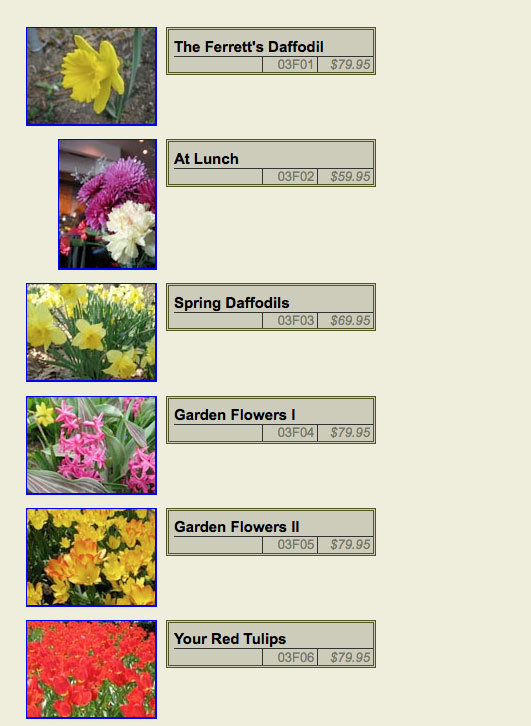 The Ferrett's Daffodil
03F01 $79.95
At Lunch
03F02 $59.95
Spring Daffodils
03F03 $69.95
Garden Flowers I
03F04 $79.95
Garden Flowers II
03F05 $79.95
Your Red Tulips
03F06 $79.95